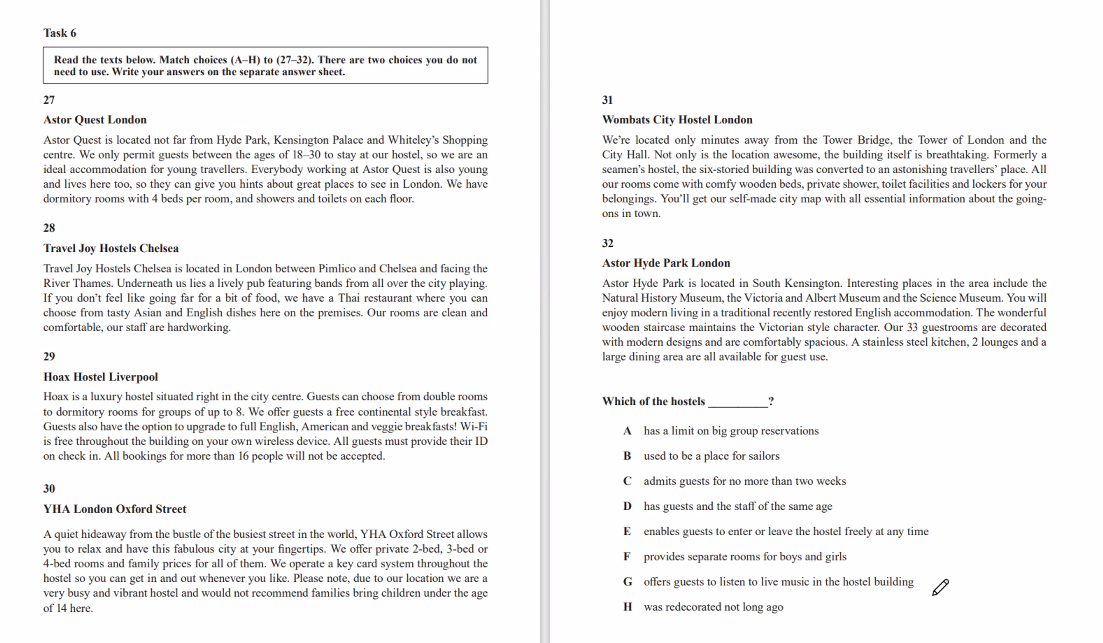 Task 6
Read the texts below. Match choices (A–H) to (27–32). There are two choices you do not
need to use. Write your answers on the separate answer sheet.
27
Astor Quest London
Astor Quest is located not far from Hyde Park, Kensington Palace and Whiteley's Shopping
centre. We only permit guests between the ages of 18–30 to stay at our hostel, so we are an
ideal accommodation for young travellers. Everybody working at Astor Quest is also young
and lives here too, so they can give you hints about great places to see in London. We have
dormitory rooms with 4 beds per room, and showers and toilets on each floor.
28
Travel Joy Hostels Chelsea
Travel Joy Hostels Chelsea is located in London between Pimlico and Chelsea and facing the
River Thames. Underneath us lies a lively pub featuring bands from all over the city playing.
If you don't feel like going far for a bit of food, we have a Thai restaurant where you can
choose from tasty Asian and English dishes here on the premises. Our rooms are clean and
comfortable, our staff are hardworking.
29
Hoax Hostel Liverpool
Hoax is a luxury hostel situated right in the city centre. Guests can choose from double rooms
to dormitory rooms for groups of up to 8. We offer guests a free continental style breakfast.
Guests also have the option to upgrade to full English, American and veggie breakfasts! Wi-Fi
is free throughout the building on your own wireless device. All guests must provide their ID
on check in. All bookings for more than 16 people will not be accepted.
30
YHA London Oxford Street
A quiet hideaway from the bustle of the busiest street in the world, YHA Oxford Street allows
you to relax and have this fabulous city at your fingertips. We offer private 2-bed, 3-bed or
4-bed rooms and family prices for all of them. We operate a key card system throughout the
hostel so you can get in and out whenever you like. Please note, due to our location we are a
very busy and vibrant hostel and would not recommend families bring children under the age
of 14 here.
31
Wombats City Hostel London
We're located only minutes away from the Tower Bridge, the Tower of London and the
City Hall. Not only is the location awesome, the building itself is breathtaking. Formerly a
seamen's hostel, the six-storied building was converted to an astonishing travellers' place. All
our rooms come with comfy wooden beds, private shower, toilet facilities and lockers for your
belongings. You'll get our self-made city map with all essential information about the going-
ons in town.
32
Astor Hyde Park London
Astor Hyde Park is located in South Kensington. Interesting places in the area include the
Natural History Museum, the Victoria and Albert Museum and the Science Museum. You will
enjoy modern living in a traditional recently restored English accommodation. The wonderful
wooden staircase maintains the Victorian style character. Our 33 guestrooms are decorated
with modern designs and are comfortably spacious. A stainless steel kitchen, 2 lounges and a
large dining area are all available for guest use.
Which of the hostels __________?
A has a limit on big group reservations
B used to be a place for sailors
C admits guests for no more than two weeks
D has guests and the staff of the same age
E enables guests to enter or leave the hostel freely at any time
F provides separate rooms for boys and girls
G offers guests to listen to live music in the hostel building
H was redecorated not long ago